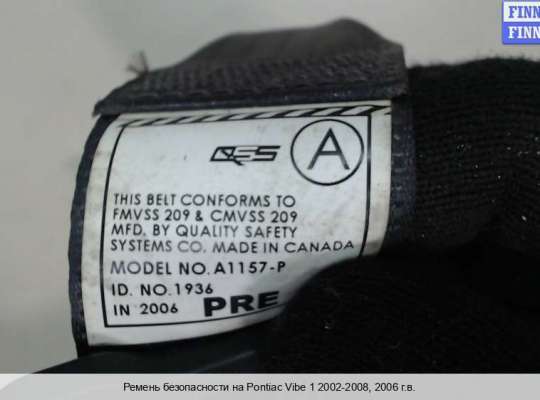 FINN
FINN
QSS
A
THIS BELT CONFORMS TO
FMVSS 209 & CMVSS 209
MFD. BY QUALITY SAFETY
SYSTEMS CO. MADE IN CANADA
MODEL NO. A1157-P
ID. NO. 1936
IN 2006 PRE
Ремень безопасности на Pontiac Vibe 1 2002-2008, 2006 г.в.